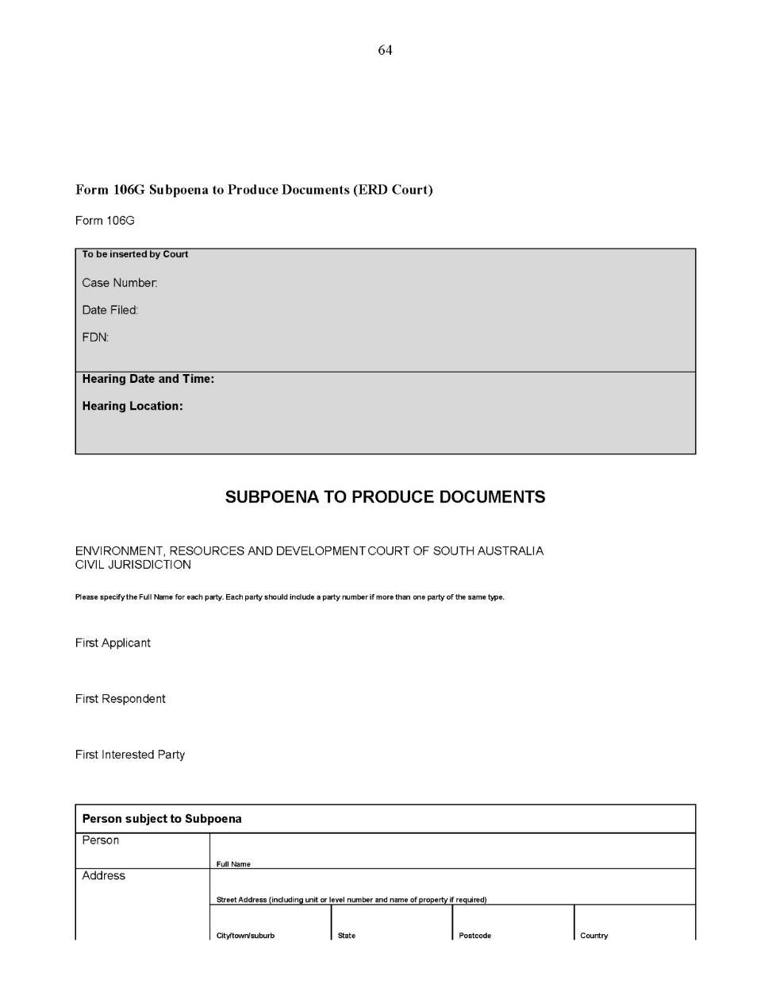 64
Form 106G Subpoena to Produce Documents (ERD Court)
Form 106G
To be inserted by Court
Case Number:
Date Filed:
FDN:
Hearing Date and Time:
Hearing Location:
SUBPOENA TO PRODUCE DOCUMENTS
ENVIRONMENT, RESOURCES AND DEVELOPMENT COURT OF SOUTH AUSTRALIA
CIVIL JURISDICTION
Please specify the Full Name for each party. Each party should include a party number if more than one party of the same type.
First Applicant
First Respondent
First Interested Party
Person subject to Subpoena
Person
Full Name
Address
Street Address (including unit or level number and name of property if required)
City/town/suburb State Postcode Country